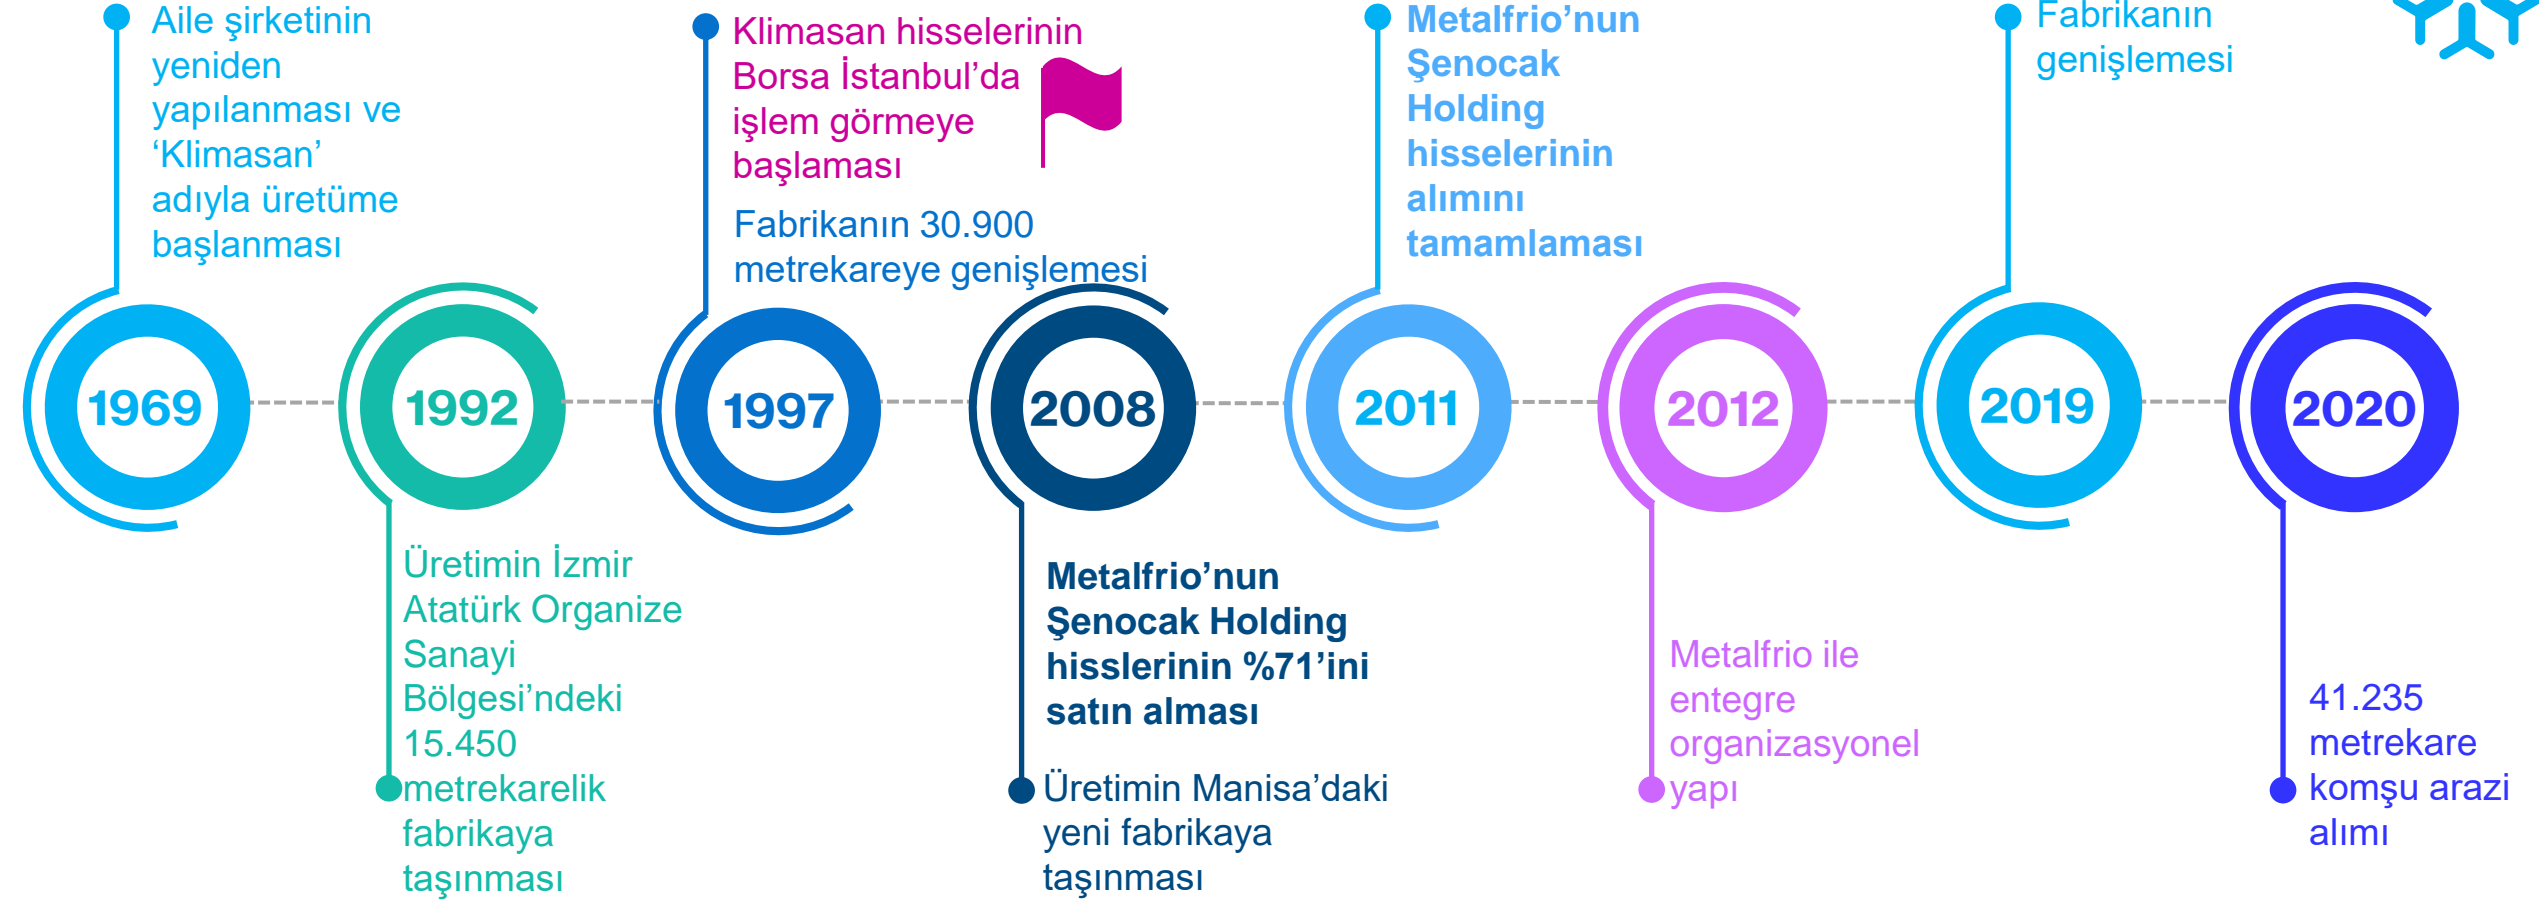 Aile şirketinin
yeniden
yapılanması ve
‘Klimasan’
adıyla üretüme
başlanması
Klimasan hisselerinin
Borsa İstanbul’da
işlem görmeye
başlaması
Fabrikanın 30.900
metrekareye genişlemesi
Metalfrio’nun
Şenocak
Holding
hisselerinin
alımını
tamamlaması
Fabrikanın
genişlemesi
1969
1992
1997
2008
2011
2012
2019
2020
Üretimin İzmir
Atatürk Organize
Sanayi
Bölgesi’ndeki
15.450
metrekarelik
fabrikaya
taşınması
Metalfrio’nun
Şenocak Holding
hisslerinin %71’ini
satın alması
Üretimin Manisa’daki
yeni fabrikaya
taşınması
Metalfrio ile
entegre
organizasyonel
yapı
41.235
metrekare
komşu arazi
alımı